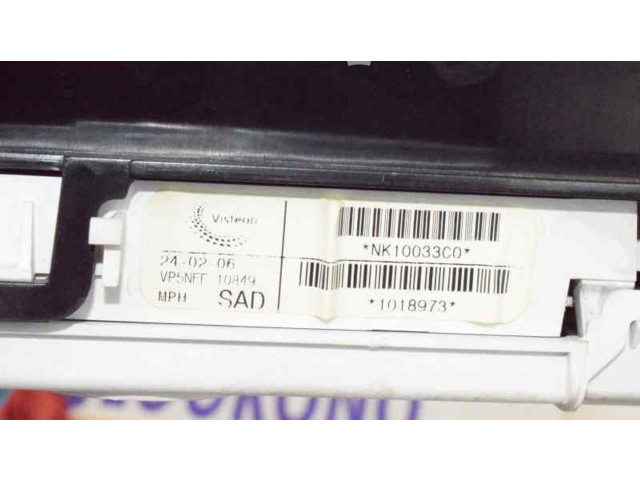 Visteon
*NK10033C0*
24-02-06
VP5NFF 10849
*1018973*
MPH SAD